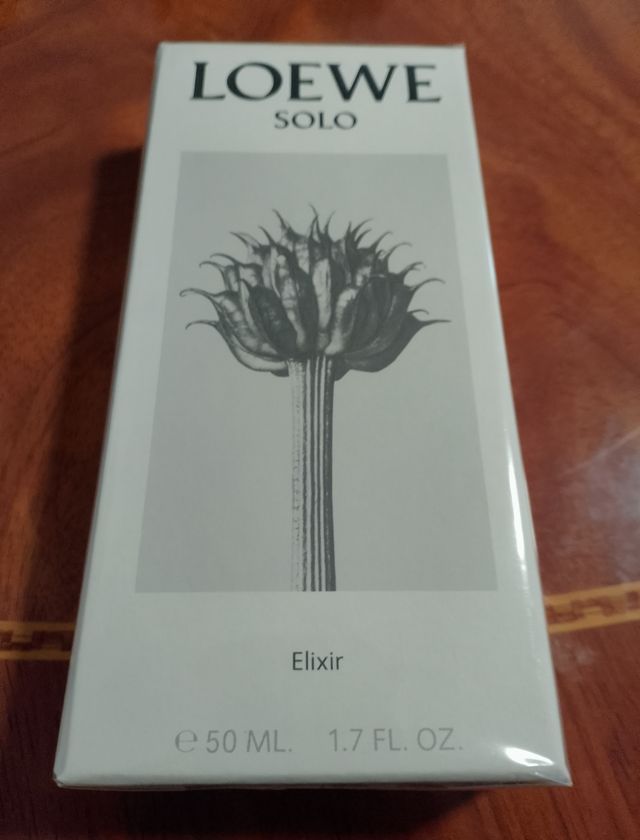 LOEWE
SOLO
Elixir
℮ 50 ML. 1.7 FL. OZ.